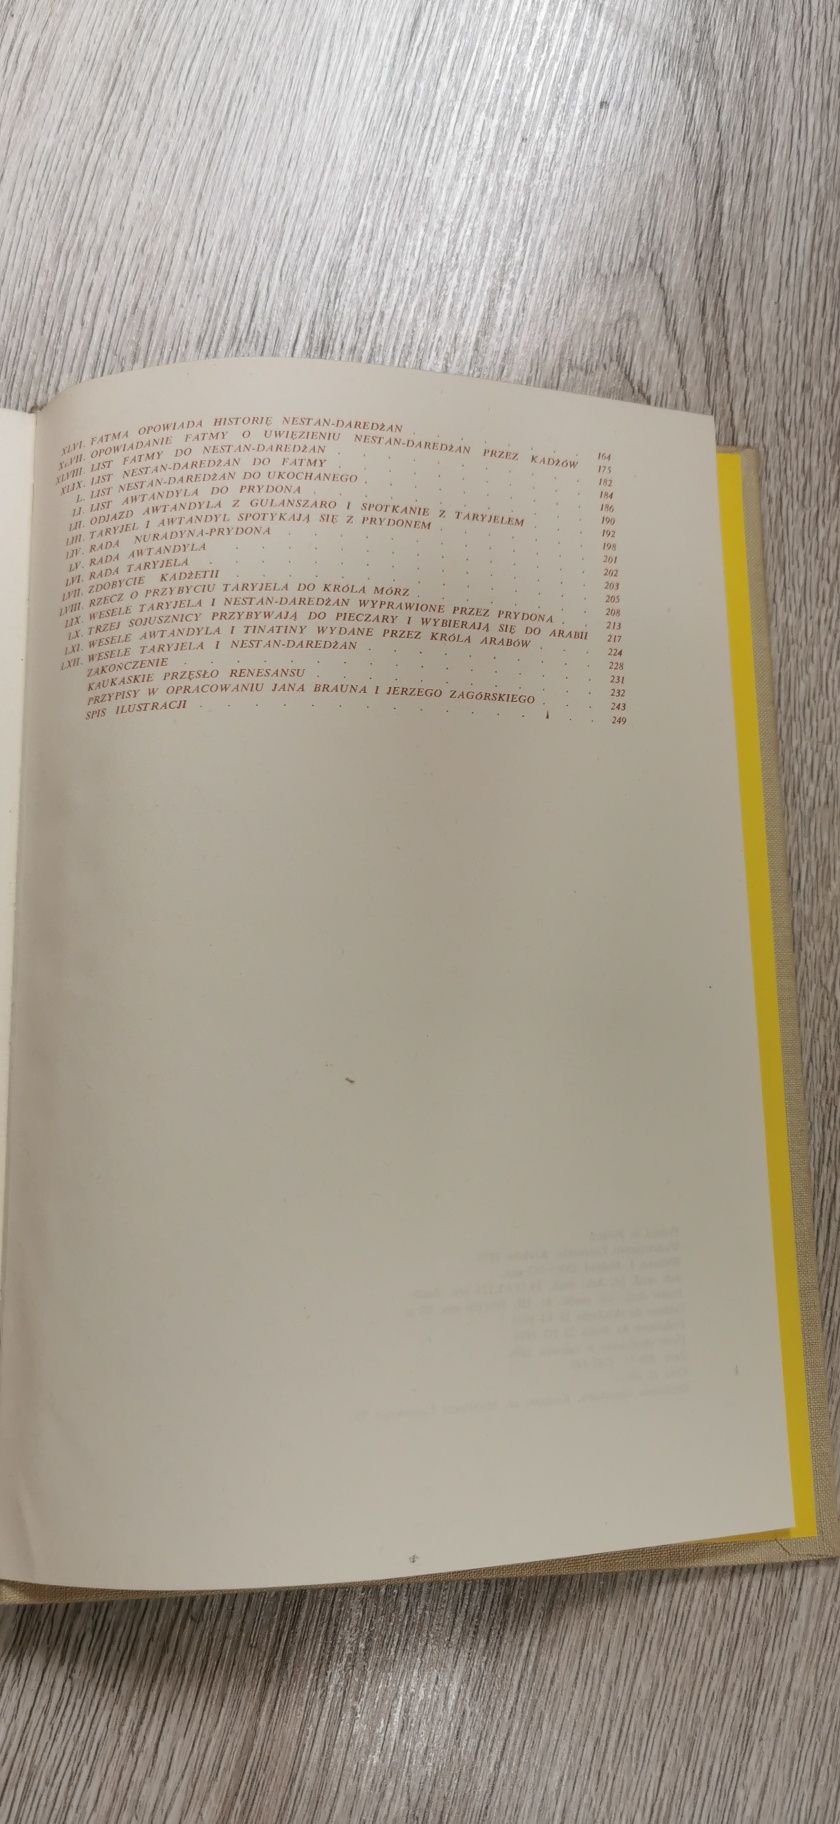 XLVI. FATMA OPOWIADA HISTORIĘ NESTAN-DAREDŻAN . . . . . . . . 164
XLVII. OPOWIADANIE FATMY O UWIĘZIENIU NESTAN-DAREDŻAN PRZEZ KADŻÓW 175
XLVIII. LIST FATMY DO NESTAN-DAREDŻAN . . . . . . . . . . 182
XLIX. LIST NESTAN-DAREDŻAN DO FATMY . . . . . . . . . . 184
L. LIST NESTAN-DAREDŻAN DO UKOCHANEGO . . . . . . . . . 186
LI. LIST AWTANDYLA DO PRYDONA . . . . . . . . . . . 190
LII. ODJAZD AWTANDYLA Z GULANSZARO I SPOTKANIE Z TARYJELEM . . . 192
LIII. TARYJEL I AWTANDYL SPOTYKAJĄ SIĘ Z PRYDONEM . . . . . . 198
LIV. RADA NURADYNA-PRYDONA . . . . . . . . . . . . 201
LV. RADA AWTANDYLA . . . . . . . . . . . . . . 202
LVI. RADA TARYJELA . . . . . . . . . . . . . . . 203
LVII. ZDOBYCIE KADŻETII . . . . . . . . . . . . . . 205
LVIII. RZECZ O PRZYBYCIU TARYJELA DO KRÓLA MÓRZ . . . . . . . 208
LIX. WESELE TARYJELA I NESTAN-DAREDŻAN WYPRAWIONE PRZEZ PRYDONA . . 213
LX. TRZEJ SOJUSZNICY PRZYBYWAJĄ DO PIECZARY I WYBIERAJĄ SIĘ DO ARABII 217
LXI. WESELE AWTANDYLA I TINATINY WYDANE PRZEZ KRÓLA ARABÓW . . . 224
LXII. WESELE TARYJELA I NESTAN-DAREDŻAN . . . . . . . . . 228
ZAKOŃCZENIE . . . . . . . . . . . . . . . . 231
KAUKASKIE PRZĘSŁO RENESANSU . . . . . . . . . . . 232
PRZYPISY W OPRACOWANIU JANA BRAUNA I JERZEGO ZAGÓRSKIEGO . . . 243
SPIS ILUSTRACJI . . . . . . . . . . . . . . . 249